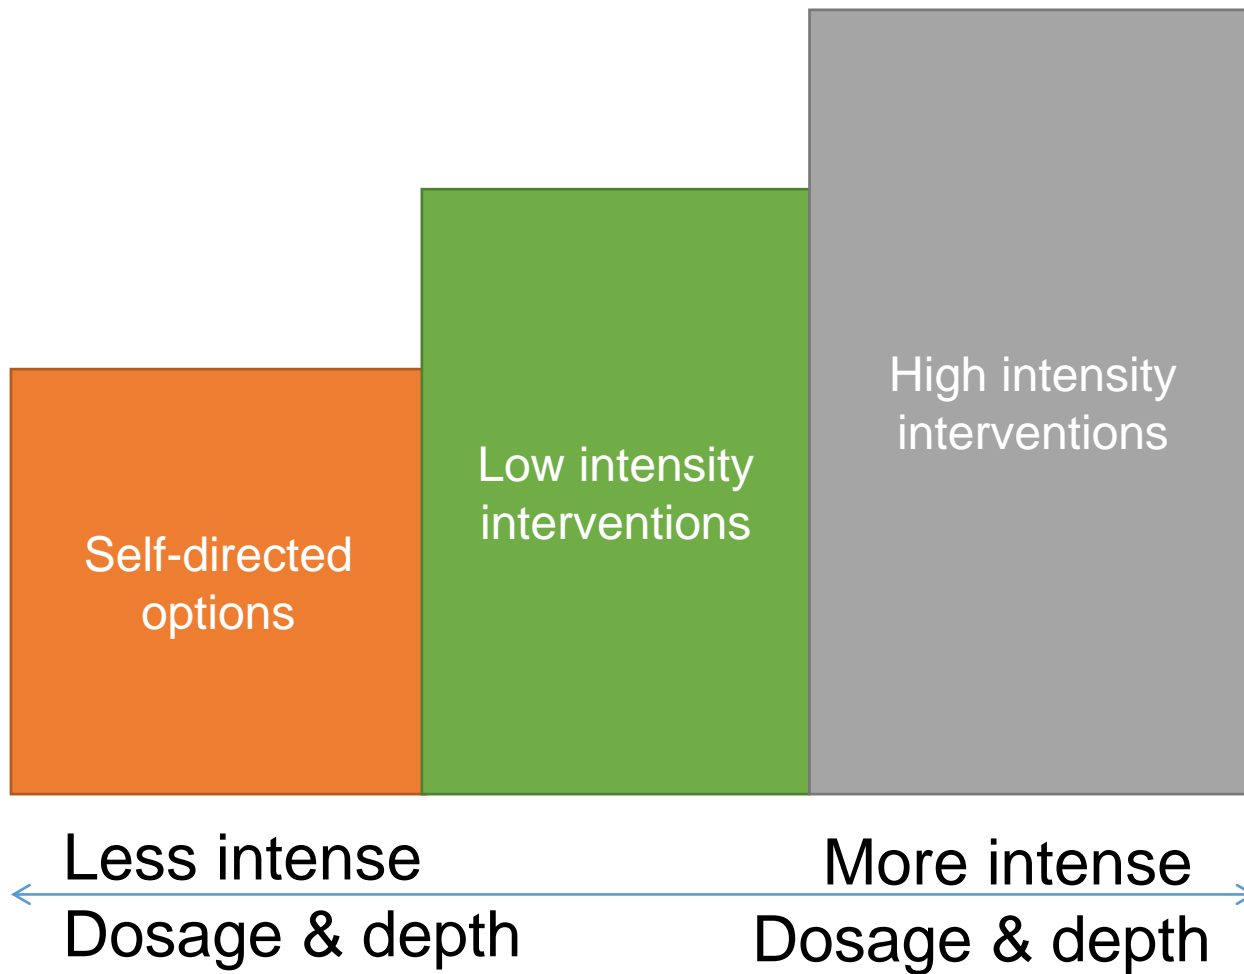 High intensity
interventions
Low intensity
interventions
Self-directed
options
Less intense
More intense
Dosage & depth
Dosage & depth